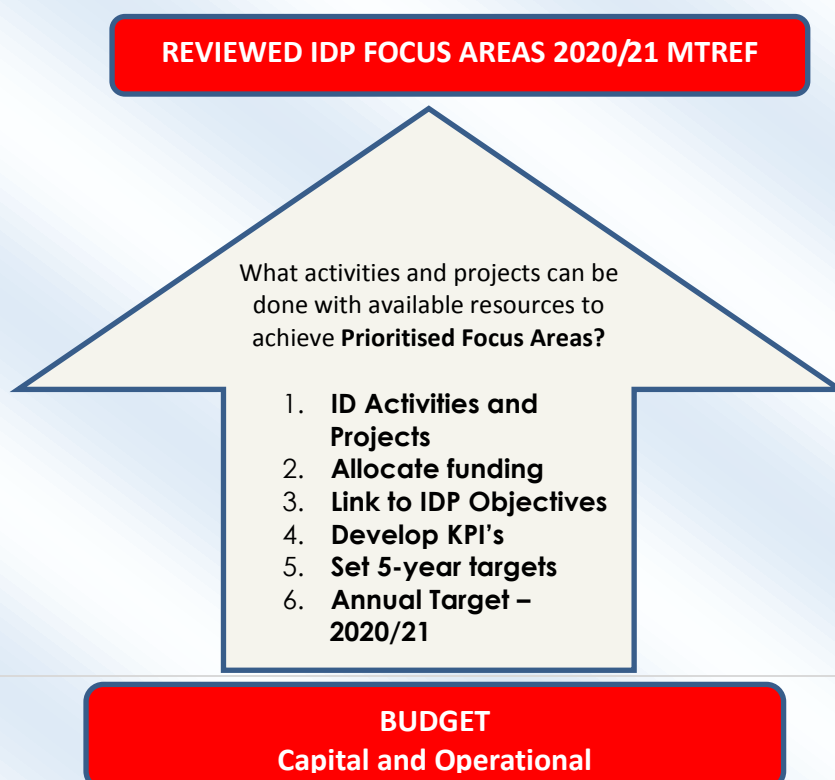 REVIEWED IDP FOCUS AREAS 2020/21 MTREF
What activities and projects can be
done with available resources to
achieve Prioritised Focus Areas?
1. ID Activities and
Projects
2. Allocate funding
3. Link to IDP Objectives
4. Develop KPI’s
5. Set 5-year targets
6. Annual Target –
2020/21
BUDGET
Capital and Operational